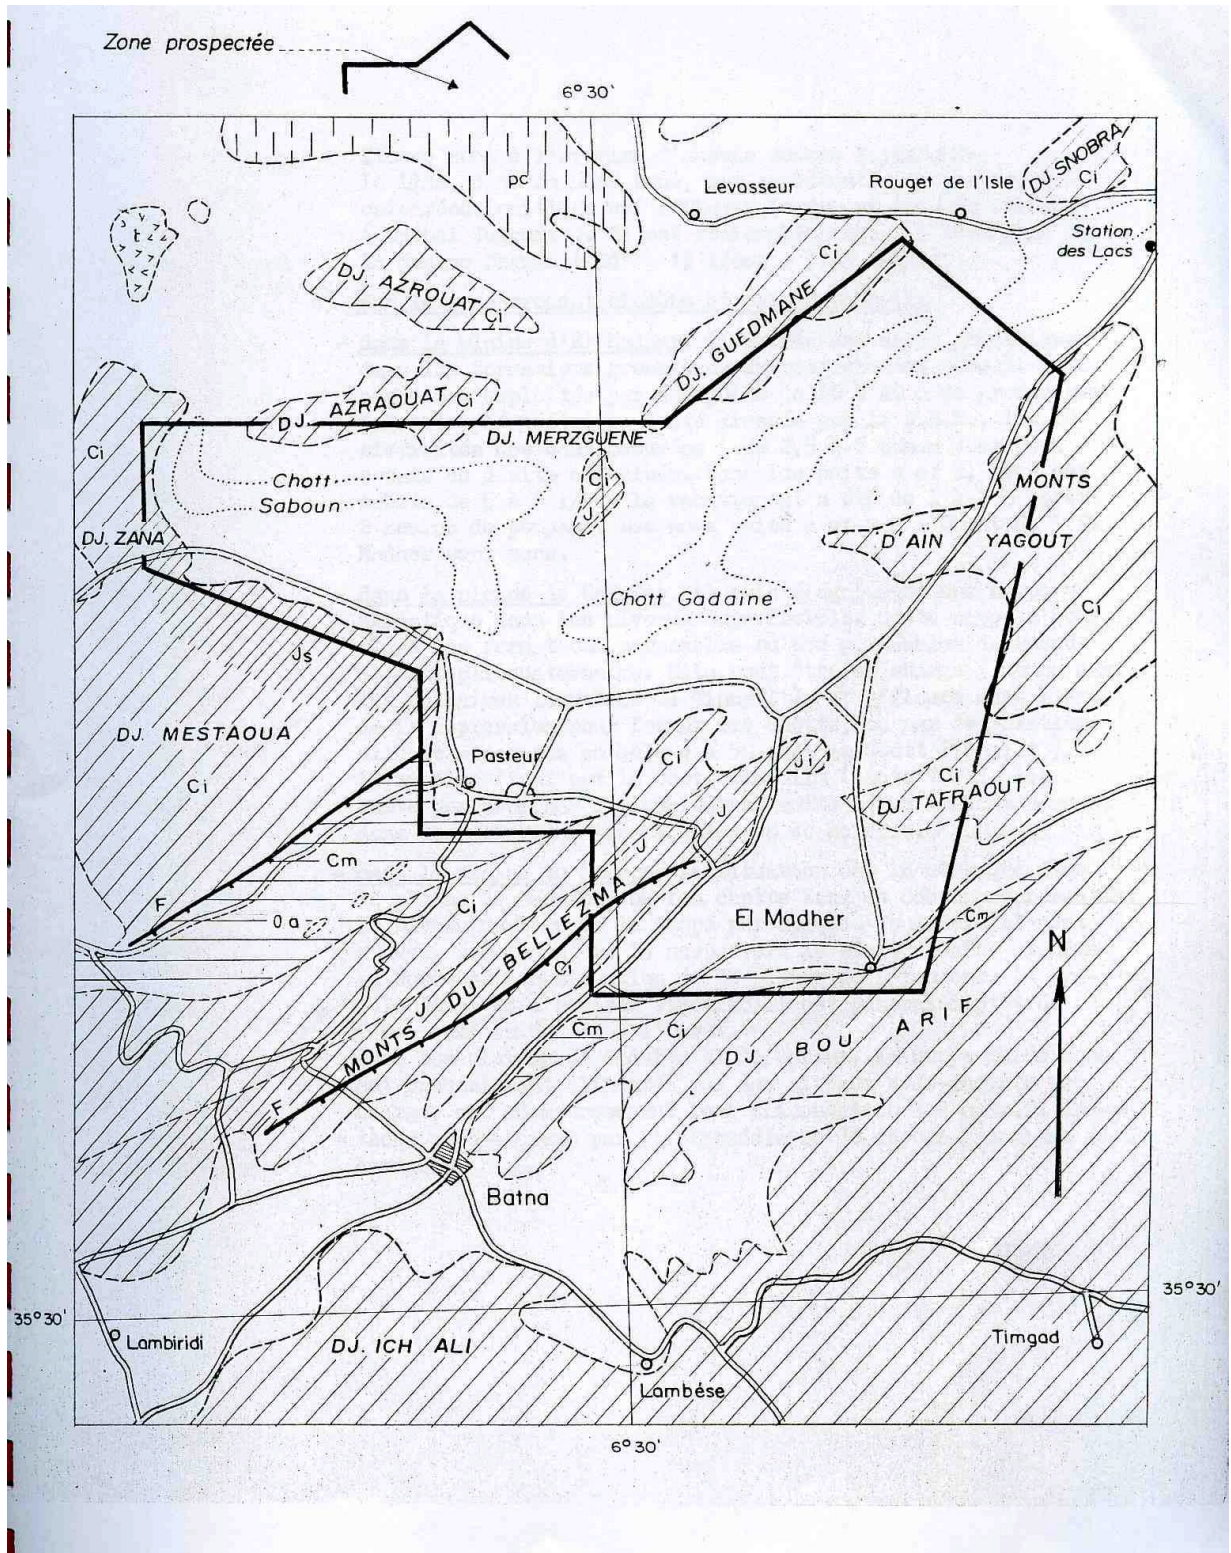 Zone prospectée
6° 30'
DJ. SNOBRA
Ci
pc
Levasseur
Rouget de l'Isle
Station
des Lacs
t
DJ. AZROUAT
Ci
Ci
DJ. GUEDMANE
DJ. AZRAOUAT
Ci
DJ. MERZGUENE
Ci
Chott
Saboun
Ci
J
MONTS
DJ. ZANA
D'AIN YAGOUT
Chott Gadaïne
Ci
Js
DJ. MESTAOUA
Pasteur
Ci
Ji
Ci
DJ. TAFRAOUT
Ci
J
J
Cm
Ci
F
Oa
El Madher
Cm
N
MONTS DU BELLEZMA
J
Ci
Cm
Ci
DJ. BOU ARIF
F
Batna
35° 30'
35° 30'
Lambiridi
DJ. ICH ALI
Timgad
Lambése
6° 30'